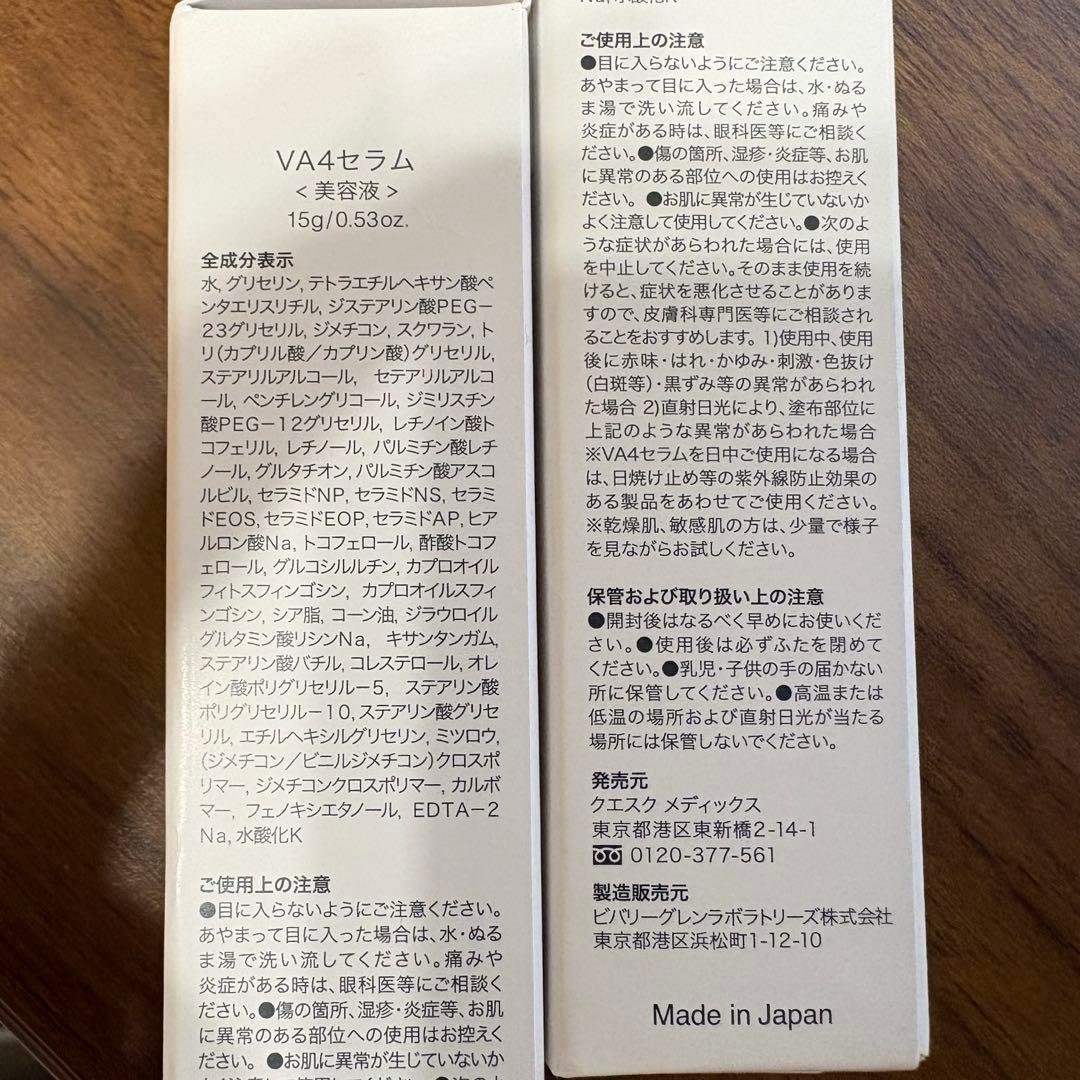 VA4セラム
＜美容液＞
15g/0.53oz.
全成分表示
水, グリセリン, テトラエチルヘキサン酸ペ
ンタエリスリチル, ジステアリン酸PEG－
23グリセリル, ジメチコン, スクワラン, ト
リ（カプリル酸／カプリン酸）グリセリル,
ステアリルアルコール, セテアリルアルコ
ール, ペンチレングリコール, ジミリスチン
酸PEG－12グリセリル, レチノイン酸ト
コフェリル, レチノール, パルミチン酸レチ
ノール, グルタチオン, パルミチン酸アスコ
ルビル, セラミドNP, セラミドNS, セラミ
ドEOS, セラミドEOP, セラミドAP, ヒア
ルロン酸Na, トコフェロール, 酢酸トコフ
ェロール, グルコシルルチン, カプロオイル
フィトスフィンゴシン, カプロオイルスフィ
ンゴシン, シア脂, コーン油, ジラウロイル
グルタミン酸リシンNa, キサンタンガム,
ステアリン酸バチル, コレステロール, オレ
イン酸ポリグリセリル－5, ステアリン酸
ポリグリセリル－10, ステアリン酸グリセ
リル, エチルヘキシルグリセリン, ミツロウ,
（ジメチコン／ビニルジメチコン）クロスポ
リマー, ジメチコンクロスポリマー, カルボ
マー, フェノキシエタノール, EDTA－2
Na, 水酸化K
ご使用上の注意
●目に入らないようにご注意ください。
あやまって目に入った場合は、水・ぬる
ま湯で洗い流してください。痛みや
炎症がある時は、眼科医等にご相談く
ださい。●傷の箇所、湿疹・炎症等、お肌
に異常のある部位への使用はお控えく
ださい。 ●お肌に異常が生じていないか
Na, 水酸化K
ご使用上の注意
●目に入らないようにご注意ください。
あやまって目に入った場合は、水・ぬる
ま湯で洗い流してください。痛みや
炎症がある時は、眼科医等にご相談く
ださい。●傷の箇所、湿疹・炎症等、お肌
に異常のある部位への使用はお控えく
ださい。 ●お肌に異常が生じていないか
よく注意して使用してください。●次のよ
うな症状があらわれた場合には、使用
を中止してください。そのまま使用を続
けると、症状を悪化させることがありま
すので、皮膚科専門医等にご相談され
ることをおすすめします。 1)使用中、使用
後に赤味・はれ・かゆみ・刺激・色抜け
（白斑等）・黒ずみ等の異常があらわれ
た場合 2)直射日光により、塗布部位に
上記のような異常があらわれた場合
※VA4セラムを日中ご使用になる場合
は、日焼け止め等の紫外線防止効果の
ある製品をあわせてご使用ください。
※乾燥肌、敏感肌の方は、少量で様子
を見ながらお試しください。
保管および取り扱い上の注意
●開封後はなるべく早めにお使いくだ
さい。●使用後は必ずふたを閉めて
ください。●乳児・子供の手の届かない
所に保管してください。●高温または
低温の場所および直射日光が当たる
場所には保管しないでください。
発売元
クエスク メディックス
東京都港区東新橋2-14-1
0120-377-561
製造販売元
ビバリーグレンラボラトリーズ株式会社
東京都港区浜松町1-12-10
Made in Japan